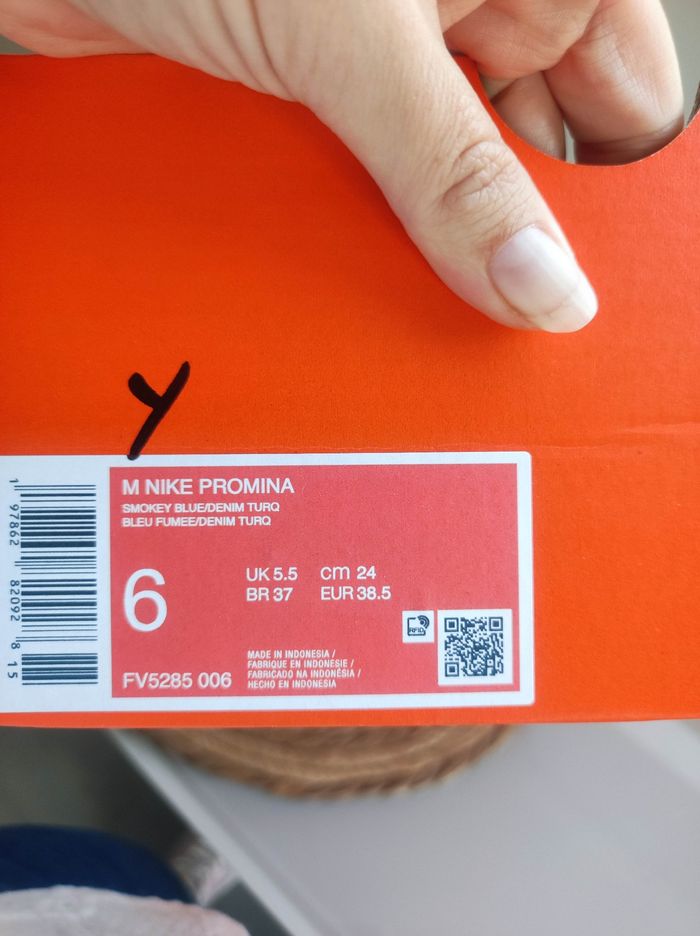 Y
M NIKE PROMINA
SMOKEY BLUE/DENIM TURQ
BLEU FUMEE/DENIM TURQ
6
UK 5.5 cm 24
BR 37 EUR 38.5
RFID
MADE IN INDONESIA /
FABRIQUE EN INDONESIE /
FABRICADO NA INDONÉSIA /
HECHO EN INDONESIA
FV5285 006
1 97862 82092 8 15